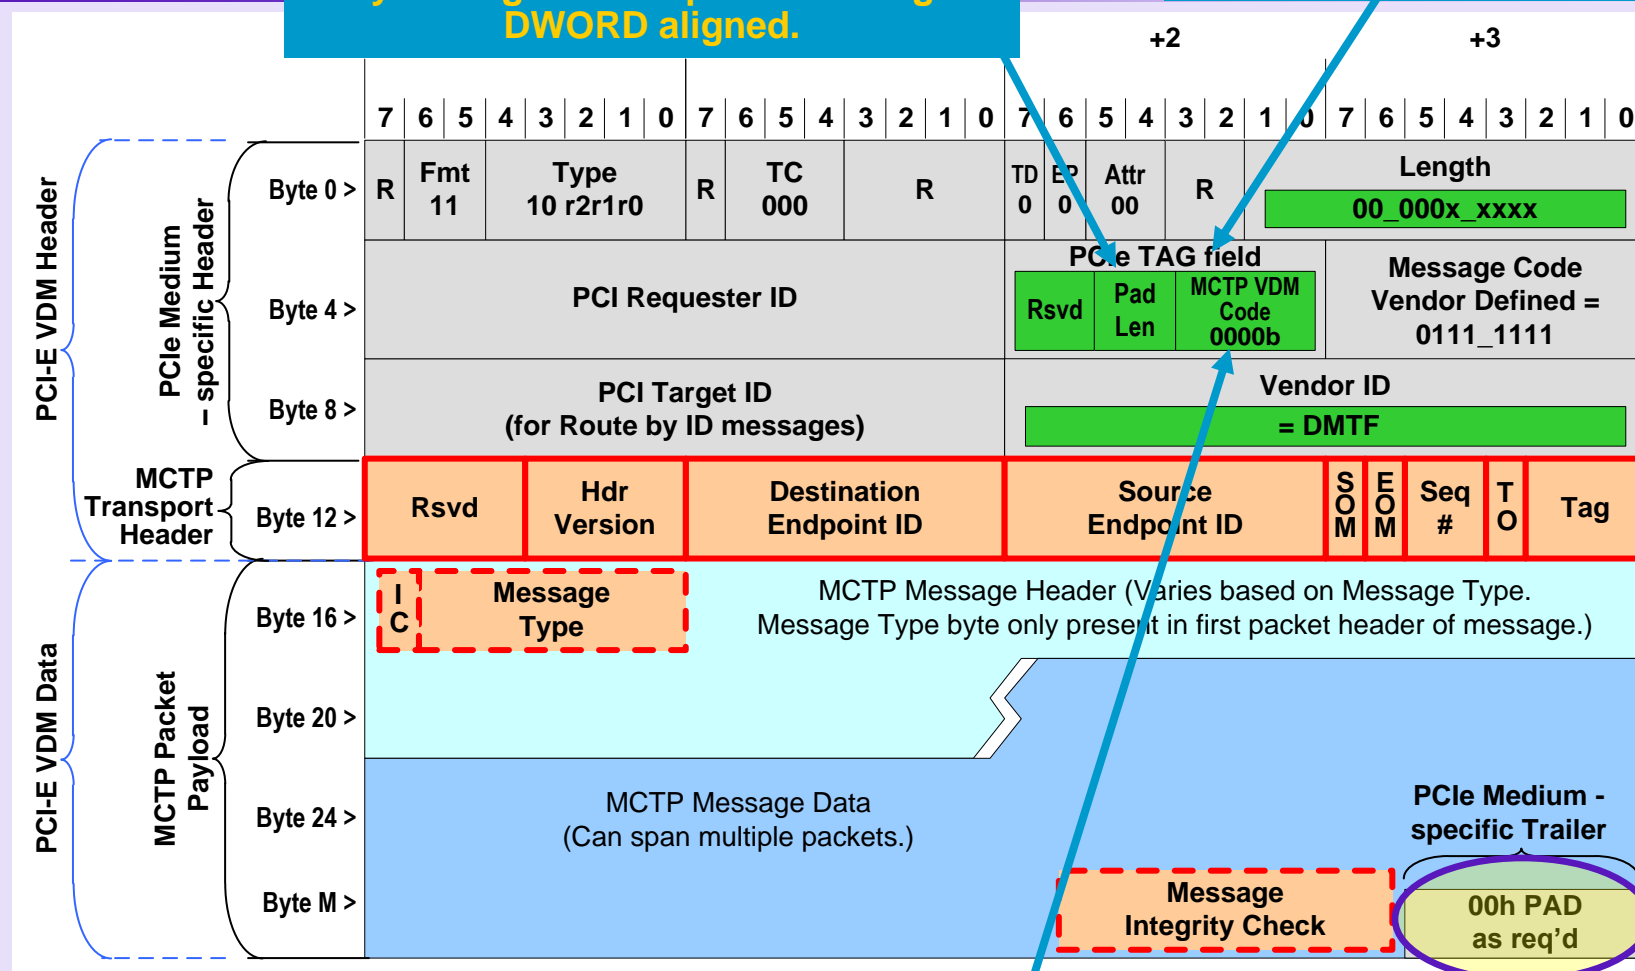 DWORD aligned.
+2 +3
7 6 5 4 3 2 1 0 7 6 5 4 3 2 1 0 7 6 5 4 3 2 1 0 7 6 5 4 3 2 1 0
PCI-E VDM Header
PCIe Medium
– specific Header
Byte 0 >
R
Fmt
11
Type
10 r2r1r0
R
TC
000
R
TD
0
EP
0
Attr
00
R
Length
00_000x_xxxx
Byte 4 >
PCI Requester ID
PCIe TAG field
Rsvd
Pad
Len
MCTP VDM
Code
0000b
Message Code
Vendor Defined =
0111_1111
Byte 8 >
PCI Target ID
(for Route by ID messages)
Vendor ID
= DMTF
MCTP
Transport
Header
Byte 12 >
Rsvd
Hdr
Version
Destination
Endpoint ID
Source
Endpoint ID
SOM
EOM
Seq
#
TO
Tag
PCI-E VDM Data
MCTP Packet
Payload
Byte 16 >
IC
Message
Type
MCTP Message Header (Varies based on Message Type.
Message Type byte only present in first packet header of message.)
Byte 20 >
Byte 24 >
MCTP Message Data
(Can span multiple packets.)
PCIe Medium -
specific Trailer
Byte M >
Message
Integrity Check
00h PAD
as req'd